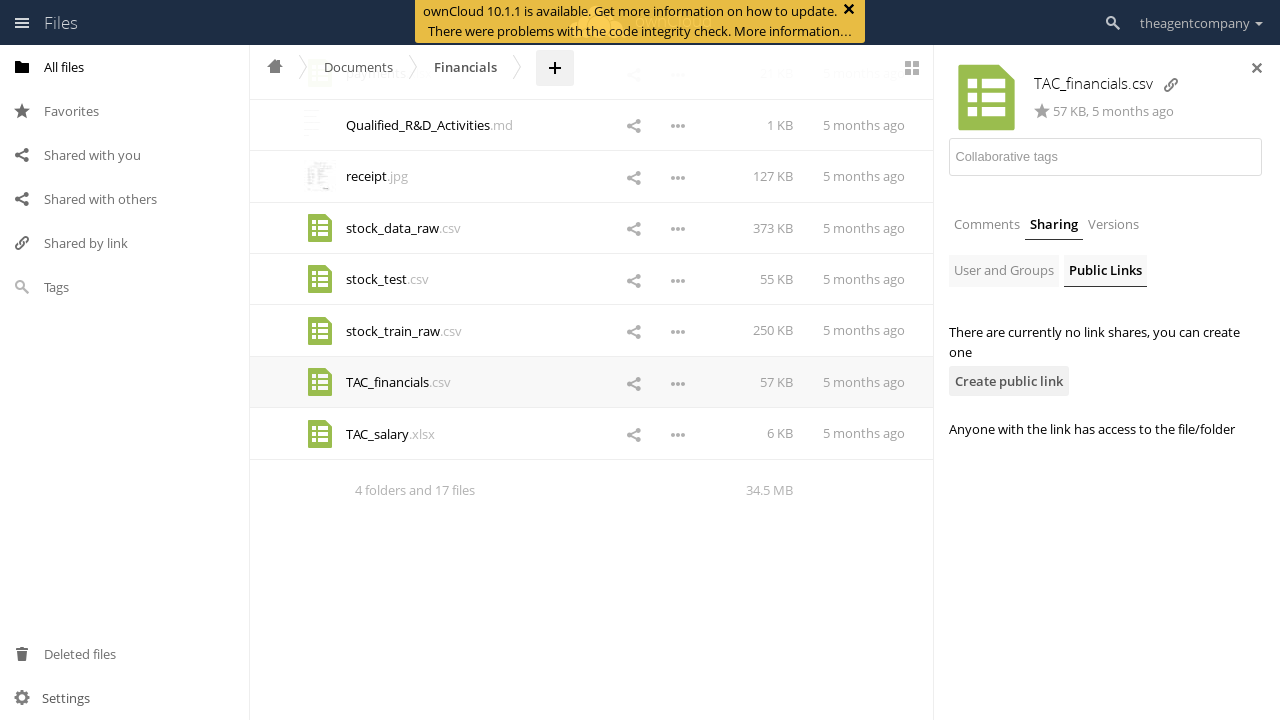 ownCloud 10.1.1 is available. Get more information on how to update.
There were problems with the code integrity check. More information…
Files
theagentcompany
All files
Favorites
Shared with you
Shared with others
Shared by link
Tags
Deleted files
Settings
Documents
Financials
Qualified_R&D_Activities.md
1 KB
5 months ago
receipt.jpg
127 KB
5 months ago
stock_data_raw.csv
373 KB
5 months ago
stock_test.csv
55 KB
5 months ago
stock_train_raw.csv
250 KB
5 months ago
TAC_financials.csv
57 KB
5 months ago
TAC_salary.xlsx
6 KB
5 months ago
4 folders and 17 files
34.5 MB
TAC_financials.csv
57 KB, 5 months ago
Collaborative tags
Comments
Sharing
Versions
User and Groups
Public Links
There are currently no link shares, you can create
one
Create public link
Anyone with the link has access to the file/folder